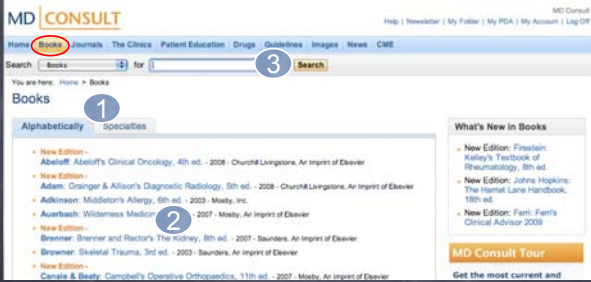 MD CONSULT
MD Consult
Help | Newsletter | My Folder | My PDA | My Account | Log Off
Home Books Journals The Clinics Patient Education Drugs Guidelines Images News CME
Search Books for Search
3
You are here: Home > Books
Books
1
Alphabetically Specialties
New Edition -
Abeloff: Abeloff's Clinical Oncology, 4th ed. - 2008 - Churchill Livingstone, An Imprint of Elsevier
New Edition -
Adam: Grainger & Allison's Diagnostic Radiology, 5th ed. - 2008 - Churchill Livingstone, An Imprint of Elsevier
Adkinson: Middleton's Allergy, 6th ed. - 2003 - Mosby, Inc.
Auerbach: Wilderness Medicin - 2007 - Mosby, An Imprint of Elsevier
2
New Edition -
Brenner: Brenner and Rector's The Kidney, 8th ed. - 2007 - Saunders, An Imprint of Elsevier
Browner: Skeletal Trauma, 3rd ed. - 2003 - Saunders, An Imprint of Elsevier
New Edition -
Canale & Beaty: Campbell's Operative Orthopaedics, 11th ed. - 2007 - Mosby, An Imprint of Elsevier
What's New in Books
New Edition: Firestein:
Kelley's Textbook of
Rheumatology, 8th ed.
New Edition: Johns Hopkins:
The Harriet Lane Handbook,
18th ed.
New Edition: Ferri: Ferri's
Clinical Advisor 2009
MD Consult Tour
Get the most current and